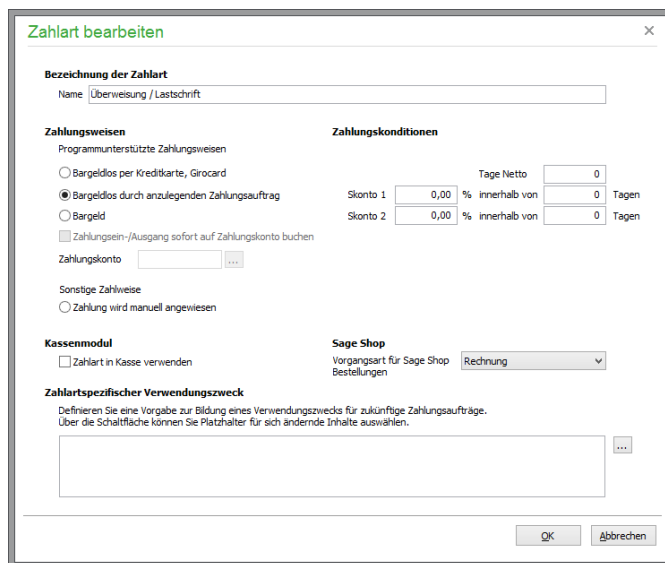 Zahlart bearbeiten
Bezeichnung der Zahlart
Name Überweisung / Lastschrift
Zahlungsweisen
Programmunterstützte Zahlungsweisen
Bargeldlos per Kreditkarte, Girocard
Bargeldlos durch anzulegenden Zahlungsauftrag
Bargeld
Zahlungsein-/Ausgang sofort auf Zahlungskonto buchen
Zahlungskonto ...
Sonstige Zahlweise
Zahlung wird manuell angewiesen
Zahlungskonditionen
Tage Netto 0
Skonto 1 0,00 % innerhalb von 0 Tagen
Skonto 2 0,00 % innerhalb von 0 Tagen
Kassenmodul
Zahlart in Kasse verwenden
Sage Shop
Vorgangsart für Sage Shop Rechnung
Bestellungen
Zahlartspezifischer Verwendungszweck
Definieren Sie eine Vorgabe zur Bildung eines Verwendungszwecks für zukünftige Zahlungsaufträge.
Über die Schaltfläche können Sie Platzhalter für sich ändernde Inhalte auswählen.
...
OK Abbrechen